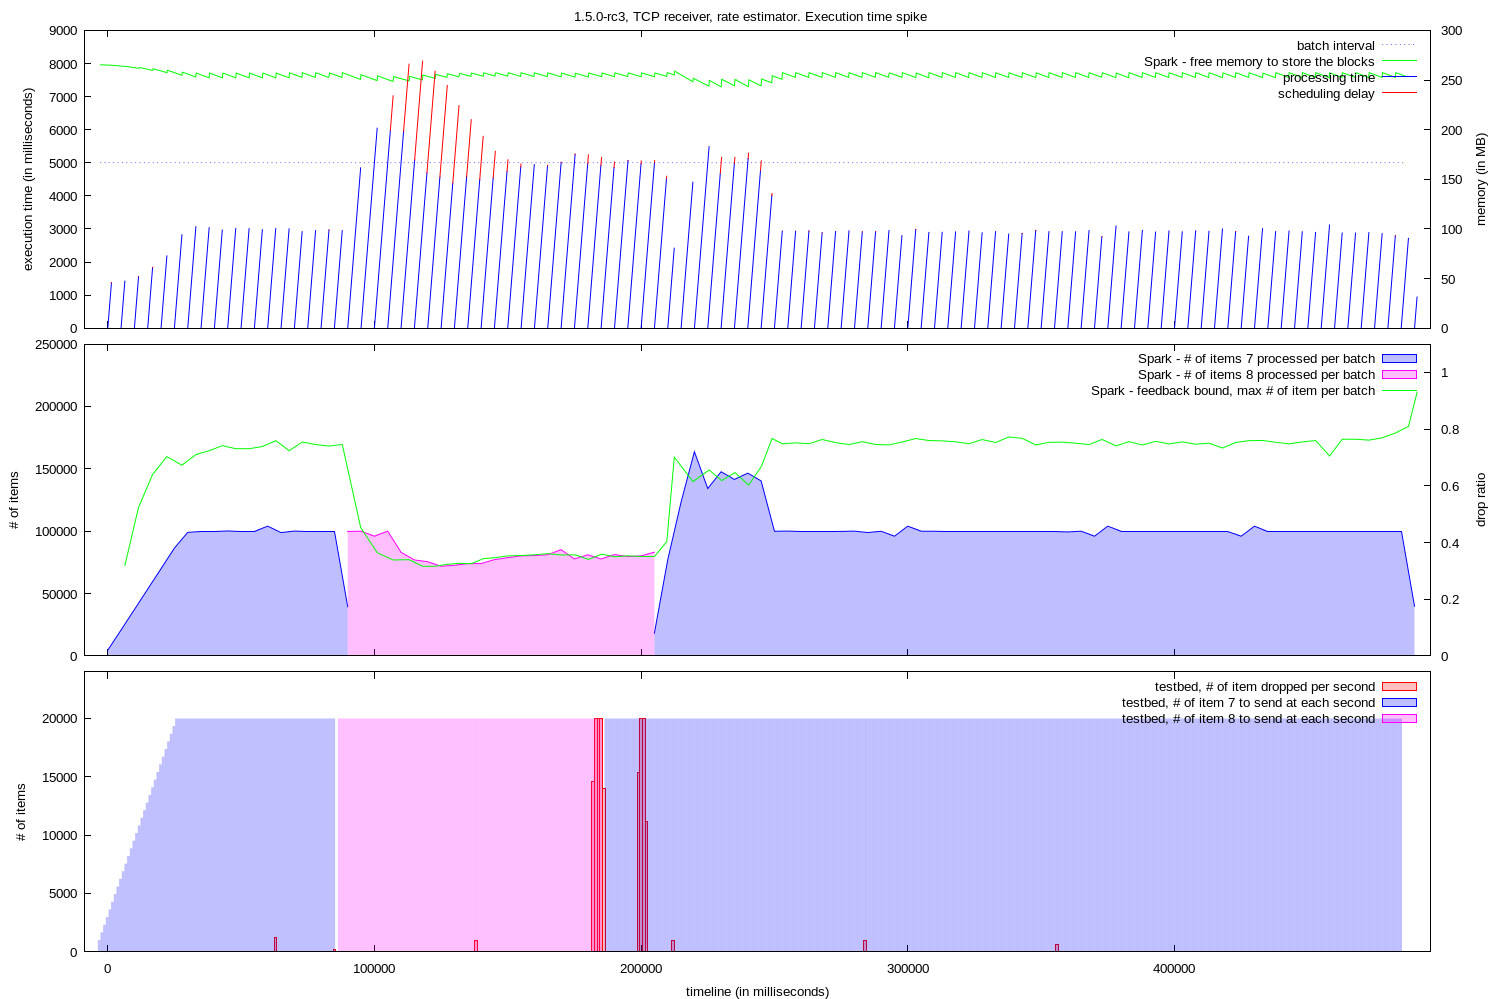 1.5.0-rc3, TCP receiver, rate estimator. Execution time spike
9000
8000
7000
6000
5000
4000
3000
2000
1000
0
execution time (in milliseconds)
300
250
200
150
100
50
0
memory (in MB)
batch interval
Spark - free memory to store the blocks
processing time
scheduling delay
250000
200000
150000
100000
50000
0
# of items
1
0.8
0.6
0.4
0.2
0
drop ratio
Spark - # of items 7 processed per batch
Spark - # of items 8 processed per batch
Spark - feedback bound, max # of item per batch
20000
15000
10000
5000
0
# of items
testbed, # of item dropped per second
testbed, # of item 7 to send at each second
testbed, # of item 8 to send at each second
0 100000 200000 300000 400000
timeline (in milliseconds)